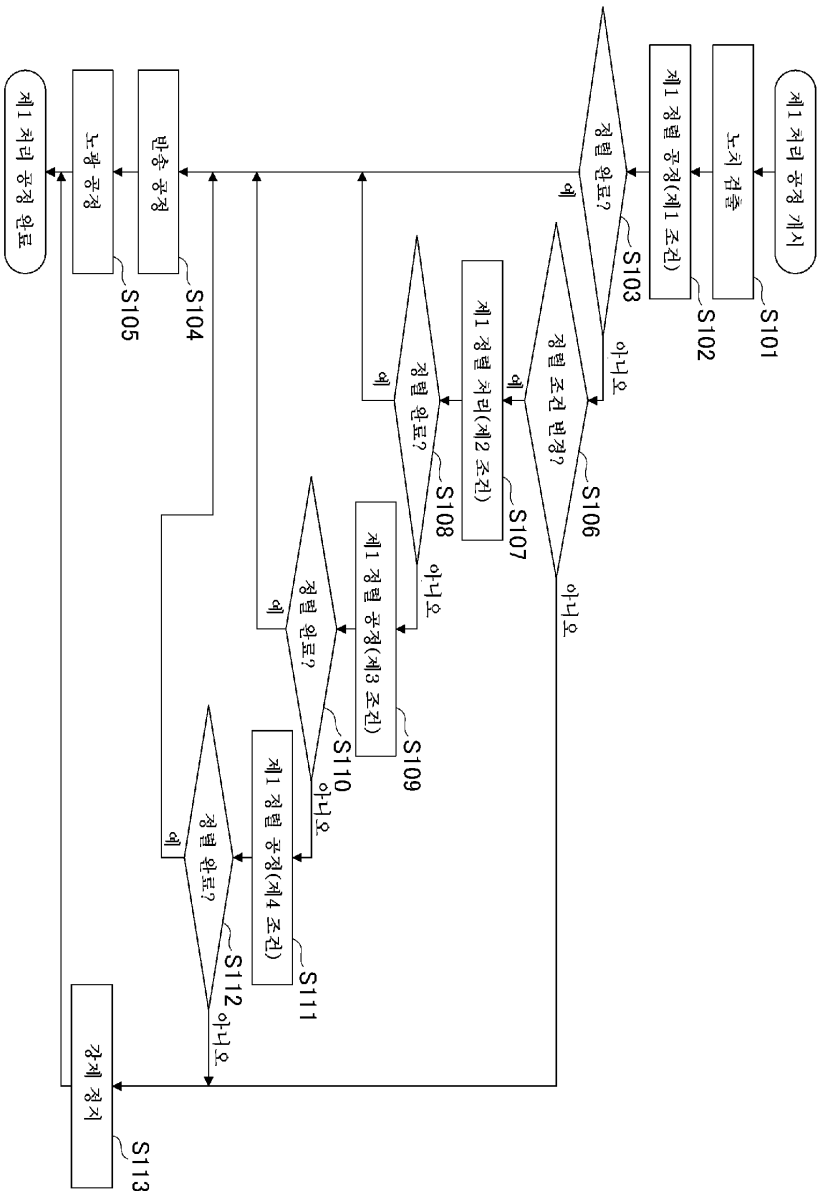 제1 처리 공정 개시
노치 검출
S101
제1 정렬 공정(제1 조건)
S102
정렬 완료?
S103
예
아니오
반송 공정
S104
노광 공정
S105
제1 처리 공정 완료
정렬 조건 변경?
S106
예
아니오
제1 정렬 처리(제2 조건)
S107
정렬 완료?
S108
예
아니오
제1 정렬 공정(제3 조건)
S109
정렬 완료?
S110
예
아니오
제1 정렬 공정(제4 조건)
S111
정렬 완료?
S112
예
아니오
강제 정지
S113